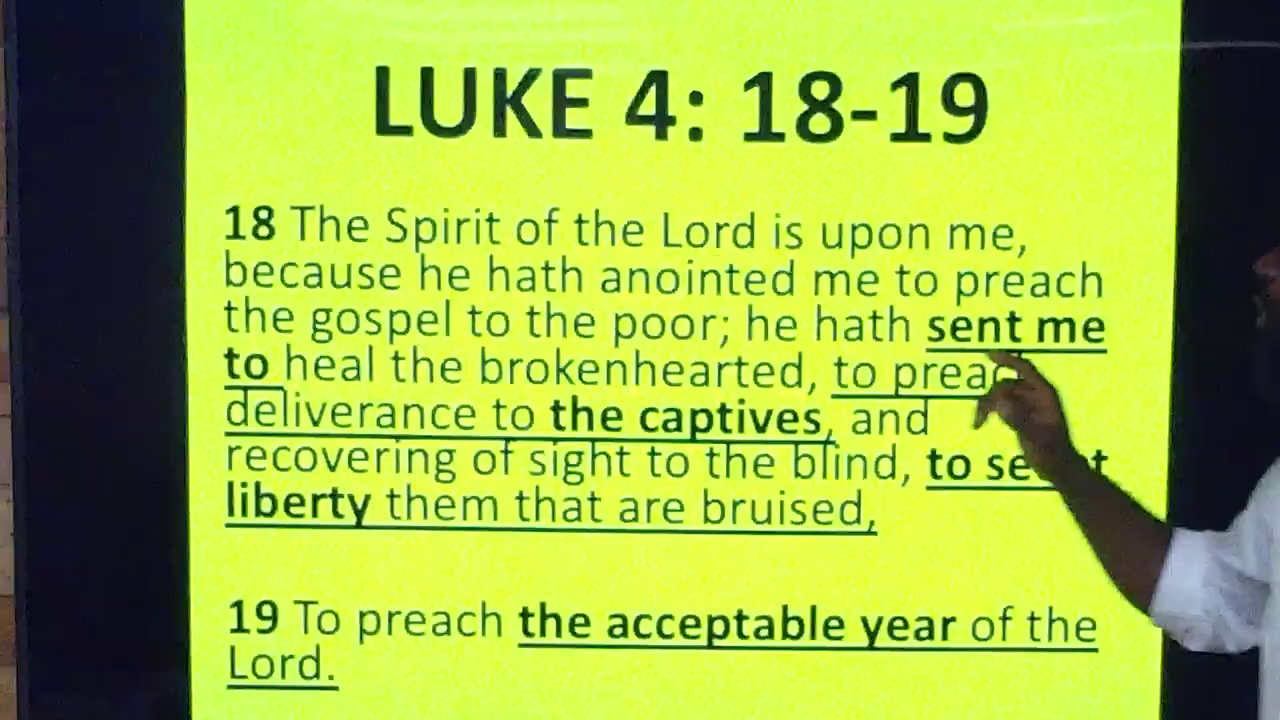 LUKE 4: 18-19
18 The Spirit of the Lord is upon me,
because he hath anointed me to preach
the gospel to the poor; he hath sent me
to heal the brokenhearted, to preac
deliverance to the captives, and
recovering of sight to the blind, to se t
liberty them that are bruised,
19 To preach the acceptable year of the
Lord.